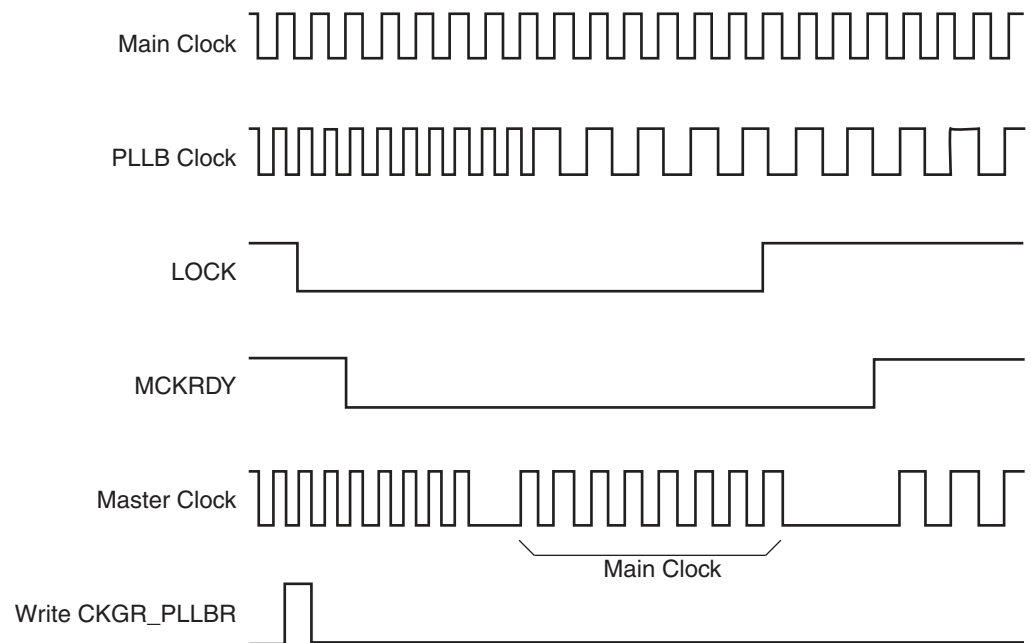 Main Clock
PLLB Clock
LOCK
MCKRDY
Master Clock
Main Clock
Write CKGR_PLLBR